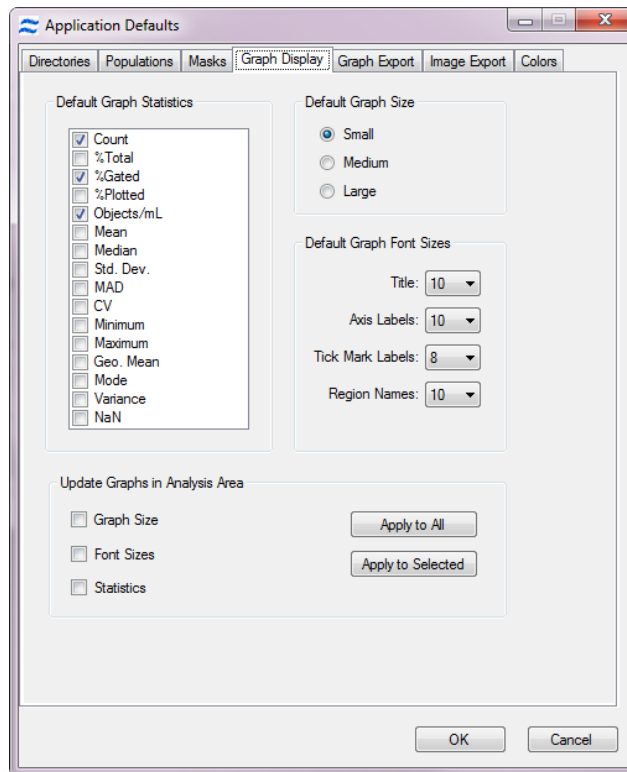 Application Defaults
Directories Populations Masks Graph Display Graph Export Image Export Colors
Default Graph Statistics
Count
%Total
%Gated
%Plotted
Objects/mL
Mean
Median
Std. Dev.
MAD
CV
Minimum
Maximum
Geo. Mean
Mode
Variance
NaN
Default Graph Size
Small
Medium
Large
Default Graph Font Sizes
Title: 10
Axis Labels: 10
Tick Mark Labels: 8
Region Names: 10
Update Graphs in Analysis Area
Graph Size
Font Sizes
Statistics
Apply to All
Apply to Selected
OK Cancel